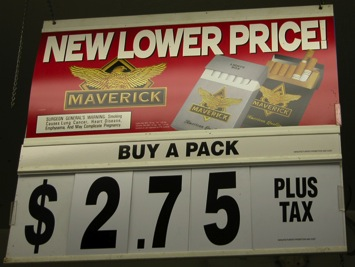 NEW LOWER PRICE!
MAVERICK
SURGEON GENERAL'S WARNING: Smoking
Causes Lung Cancer, Heart Disease,
Emphysema, And May Complicate Pregnancy.
MAVERICK
MAVERICK
BUY A PACK
$2.75 PLUS
TAX